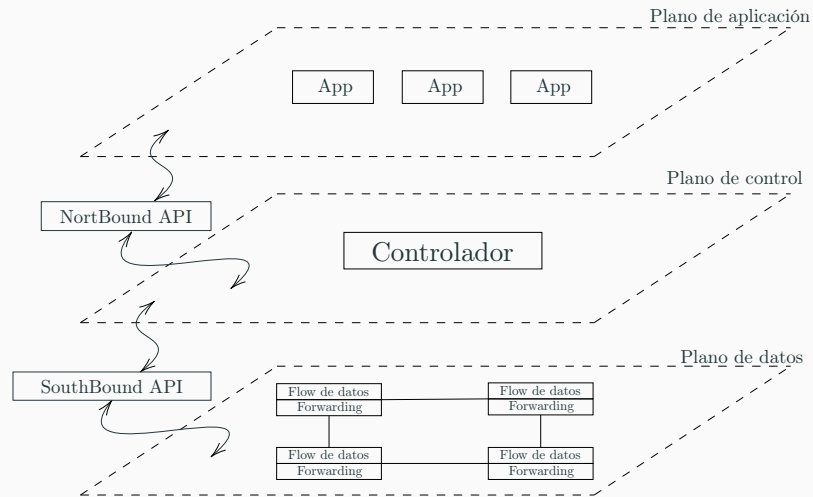 Plano de aplicación
App App App
Plano de control
NortBound API
Controlador
Plano de datos
SouthBound API
Flow de datos
Forwarding
Flow de datos
Forwarding
Flow de datos
Forwarding
Flow de datos
Forwarding